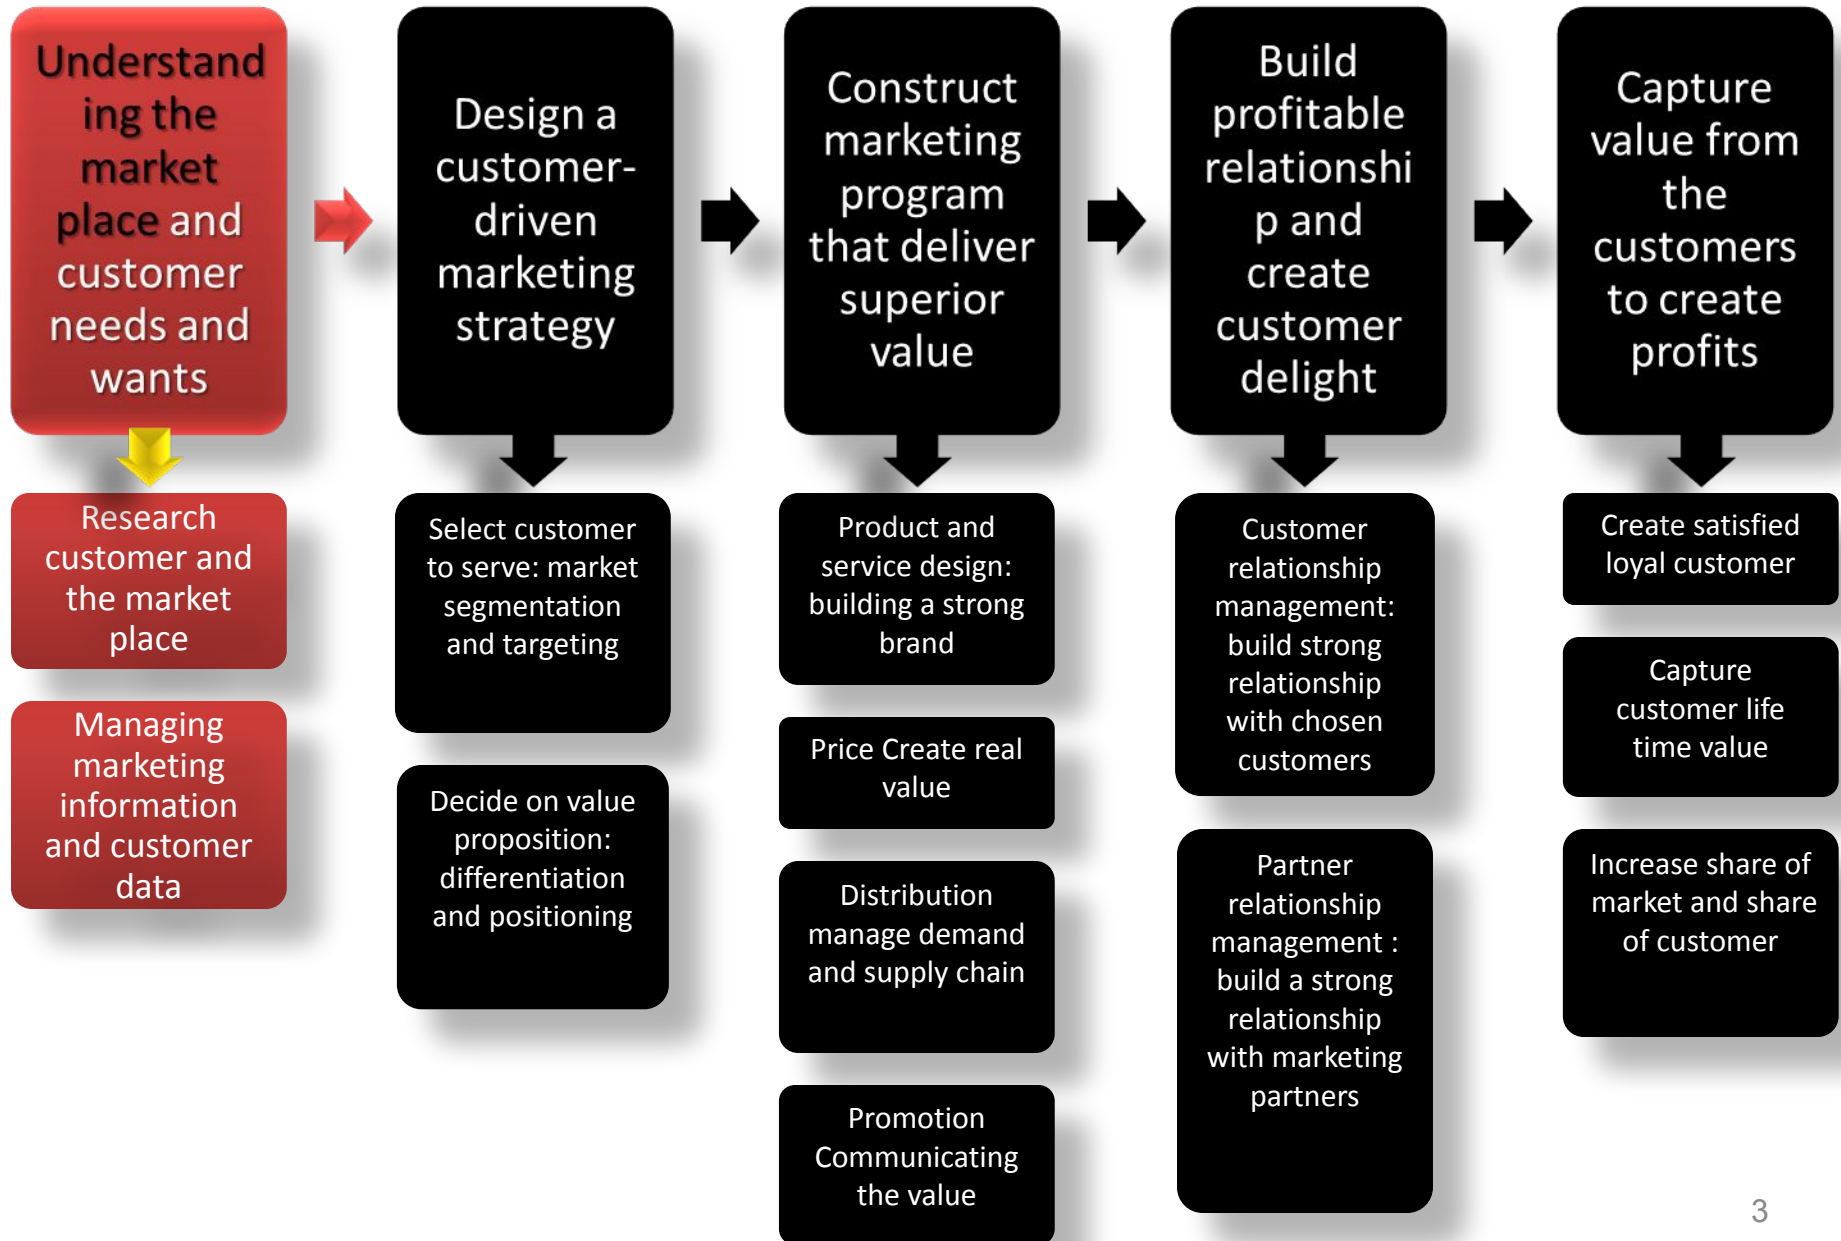 Understand
ing the
market
place and
customer
needs and
wants
Design a
customer-
driven
marketing
strategy
Construct
marketing
program
that deliver
superior
value
Build
profitable
relationshi
p and
create
customer
delight
Capture
value from
the
customers
to create
profits
Research
customer and
the market
place
Managing
marketing
information
and customer
data
Select customer
to serve: market
segmentation
and targeting
Decide on value
proposition:
differentiation
and positioning
Product and
service design:
building a strong
brand
Price Create real
value
Distribution
manage demand
and supply chain
Promotion
Communicating
the value
Customer
relationship
management:
build strong
relationship
with chosen
customers
Partner
relationship
management :
build a strong
relationship
with marketing
partners
Create satisfied
loyal customer
Capture
customer life
time value
Increase share of
market and share
of customer
3